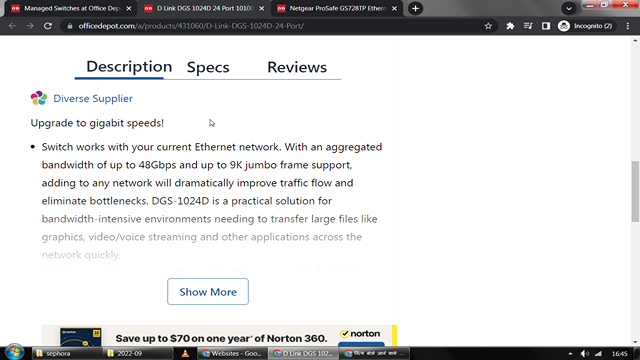 Managed Switches at Office Dep
D Link DGS 1024D 24 Port 10100
Netgear ProSafe GS728TP Ethern
officedepot.com/a/products/431060/D-Link-DGS-1024D-24-Port/
Incognito (2)
Description Specs Reviews
Diverse Supplier
Upgrade to gigabit speeds!
• Switch works with your current Ethernet network. With an aggregated
bandwidth of up to 48Gbps and up to 9K jumbo frame support,
adding to any network will dramatically improve traffic flow and
eliminate bottlenecks. DGS-1024D is a practical solution for
bandwidth-intensive environments needing to transfer large files like
graphics, video/voice streaming and other applications across the
network quickly.
Show More
Save up to $70 on one year* of Norton 360.
norton
sephora
2022-09
Websites - Goo...
D Link DGS 102...
16:45